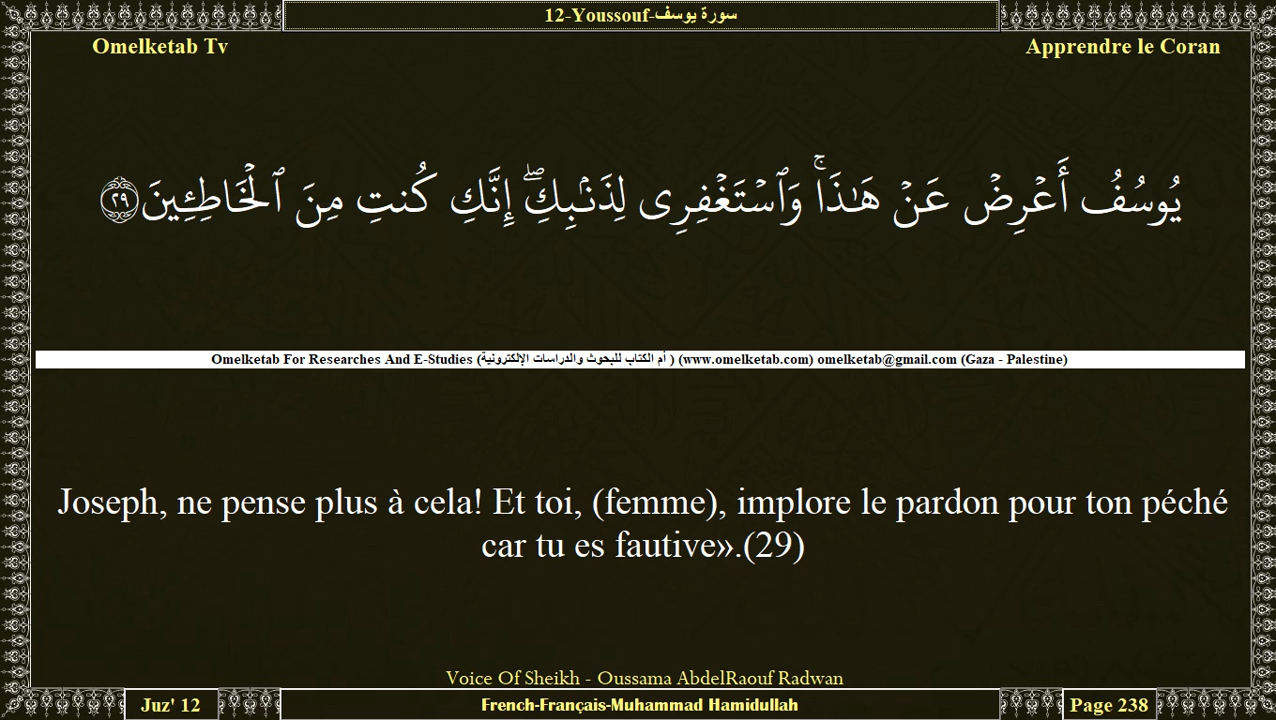 12-Youssouf-سورة يوسف
Omelketab Tv
Apprendre le Coran
يُوسُفُ أَعۡرِضۡ عَنۡ هَٰذَاۚ وَٱسۡتَغۡفِرِى لِذَنۢبِكِۖ إِنَّكِ كُنتِ مِنَ ٱلۡخَاطِـِٔينَ ٢٩
Omelketab For Researches And E-Studies (أم الكتاب للبحوث والدراسات الإلكترونية ) (www.omelketab.com) omelketab@gmail.com (Gaza - Palestine)
Joseph, ne pense plus à cela! Et toi, (femme), implore le pardon pour ton péché
car tu es fautive».(29)
Voice Of Sheikh - Oussama AbdelRaouf Radwan
Juz' 12
French-Français-Muhammad Hamidullah
Page 238